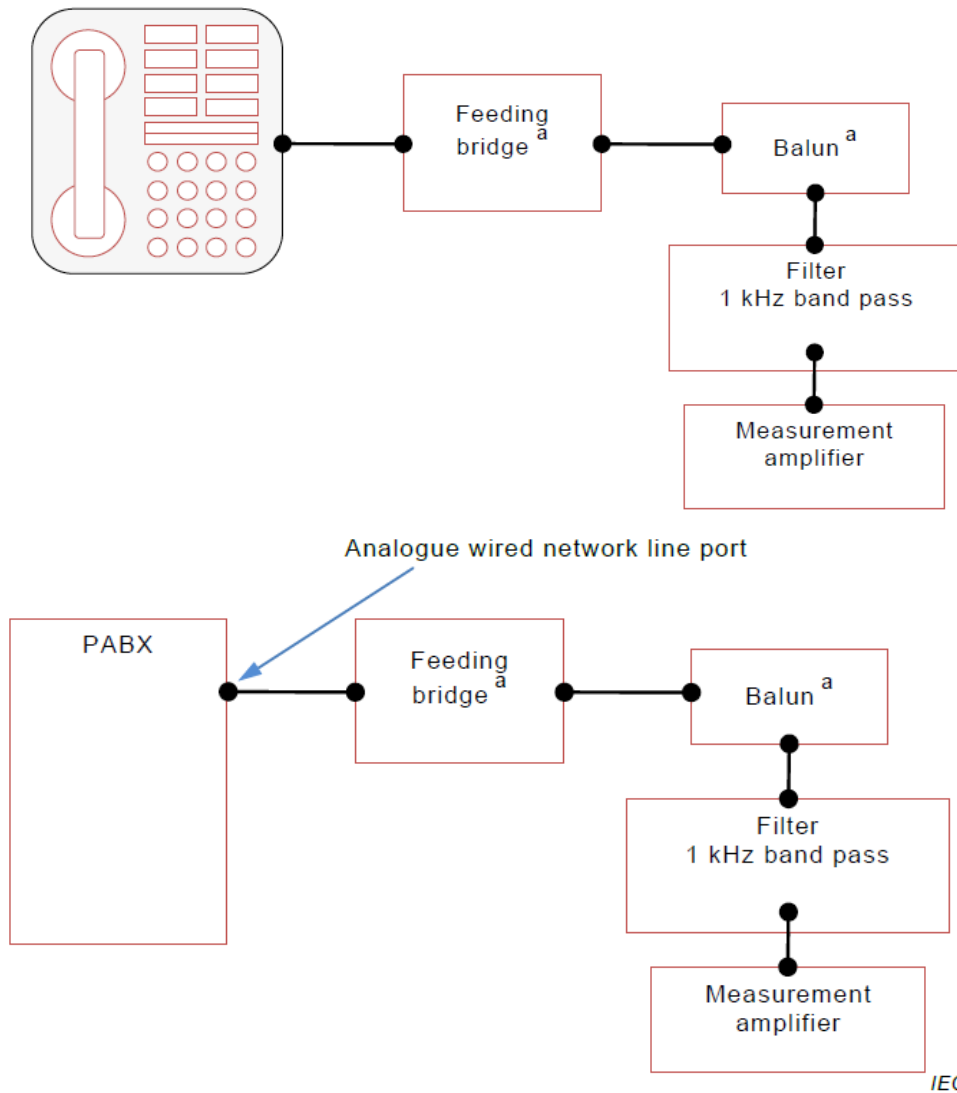 Feeding
bridge a
Balun a
Filter
1 kHz band pass
Measurement
amplifier
Analogue wired network line port
PABX
Feeding
bridge a
Balun a
Filter
1 kHz band pass
Measurement
amplifier
IEC